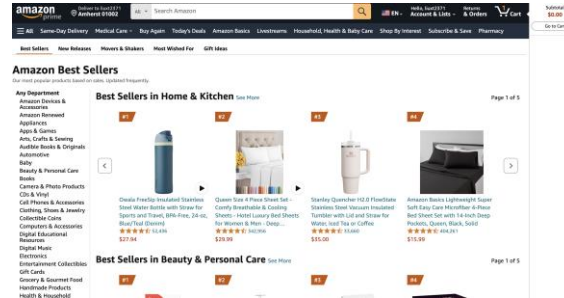 amazon
prime
Deliver to liust2371
Amherst 01002
All
Search Amazon
EN
Hello, liust2371
Account & Lists
Returns
& Orders
Cart
Subtotal
$0.00
Go to Cart
All
Same-Day Delivery
Medical Care
Buy Again
Today's Deals
Amazon Basics
Livestreams
Household, Health & Baby Care
Shop By Interest
Subscribe & Save
Pharmacy
Best Sellers
New Releases
Movers & Shakers
Most Wished For
Gift Ideas
Amazon Best Sellers
Our most popular products based on sales. Updated frequently.
Any Department
Amazon Devices &
Accessories
Amazon Renewed
Appliances
Apps & Games
Arts, Crafts & Sewing
Audible Books & Originals
Automotive
Baby
Beauty & Personal Care
Books
Camera & Photo Products
CDs & Vinyl
Cell Phones & Accessories
Clothing, Shoes & Jewelry
Collectible Coins
Computers & Accessories
Digital Educational
Resources
Digital Music
Electronics
Entertainment Collectibles
Gift Cards
Grocery & Gourmet Food
Handmade Products
Health & Household
Best Sellers in Home & Kitchen See More
Page 1 of 5
#1
Owala FreeSip Insulated Stainless
Steel Water Bottle with Straw for
Sports and Travel, BPA-Free, 24-oz,
Blue/Teal (Denim)
$27.94
#2
Queen Size 4 Piece Sheet Set -
Comfy Breathable & Cooling
Sheets - Hotel Luxury Bed Sheets
for Women & Men - Deep...
$29.99
#3
Stanley Quencher H2.0 FlowState
Stainless Steel Vacuum Insulated
Tumbler with Lid and Straw for
Water, Iced Tea or Coffee
$35.00
#4
Amazon Basics Lightweight Super
Soft Easy Care Microfiber 4-Piece
Bed Sheet Set with 14-Inch Deep
Pockets, Queen, Black, Solid
$15.99
Best Sellers in Beauty & Personal Care See More
Page 1 of 5
#1
#2
#3
#4